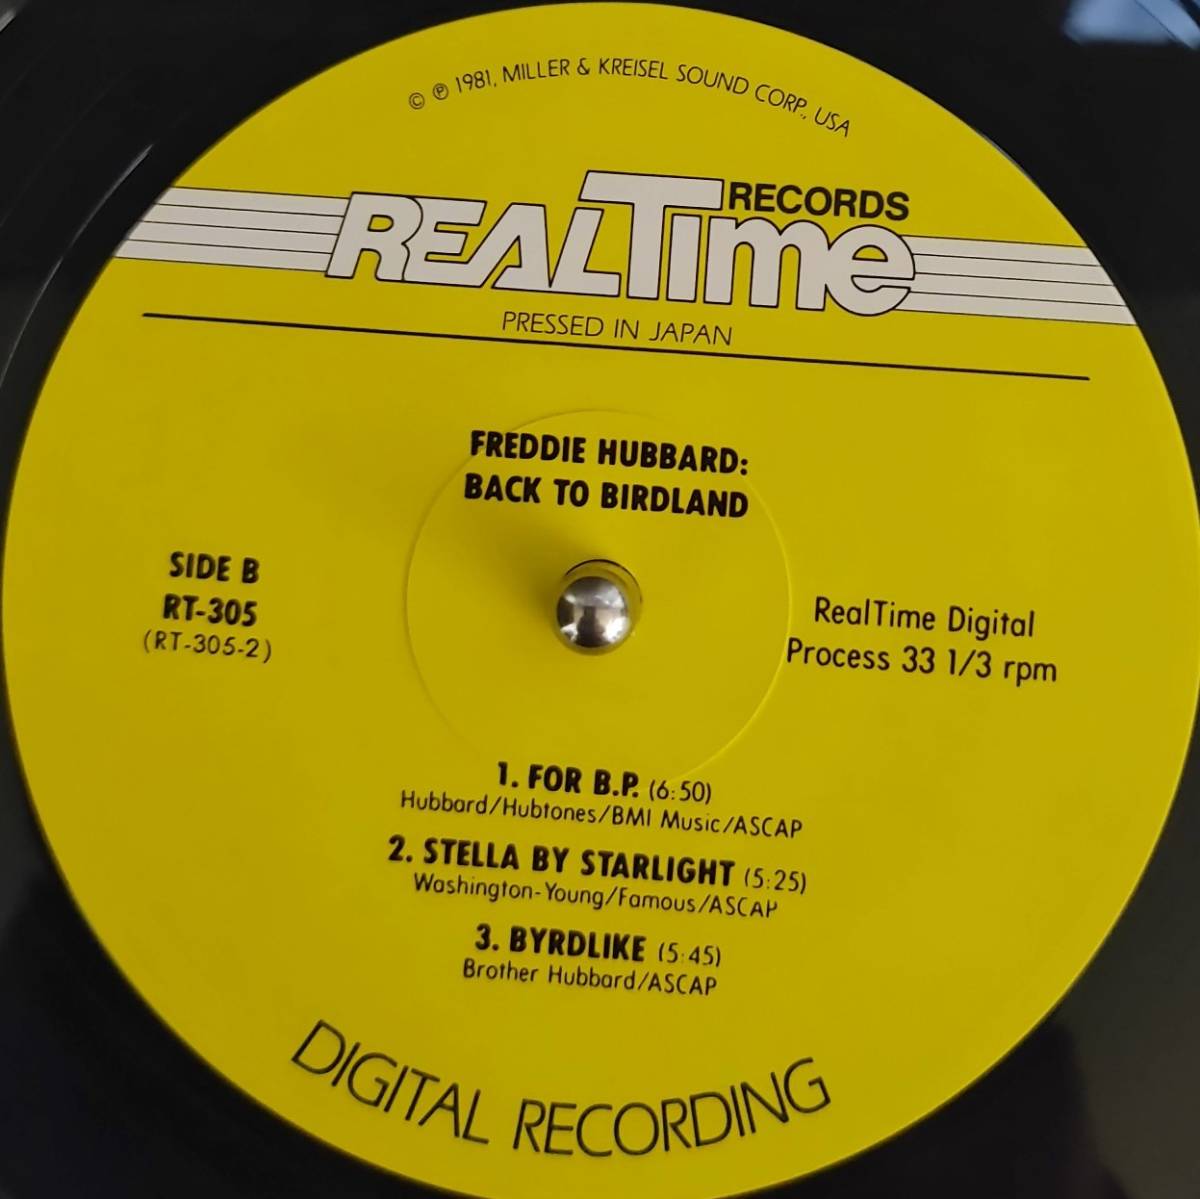 © ℗ 1981, MILLER & KREISEL SOUND CORP., USA
REALTime RECORDS
PRESSED IN JAPAN
FREDDIE HUBBARD:
BACK TO BIRDLAND
SIDE B
RT-305
(RT-305-2)
RealTime Digital
Process 33 1/3 rpm
1. FOR B.P. (6:50)
Hubbard/Hubtones/BMI Music/ASCAP
2. STELLA BY STARLIGHT (5:25)
Washington-Young/Famous/ASCAP
3. BYRDLIKE (5:45)
Brother Hubbard/ASCAP
DIGITAL RECORDING